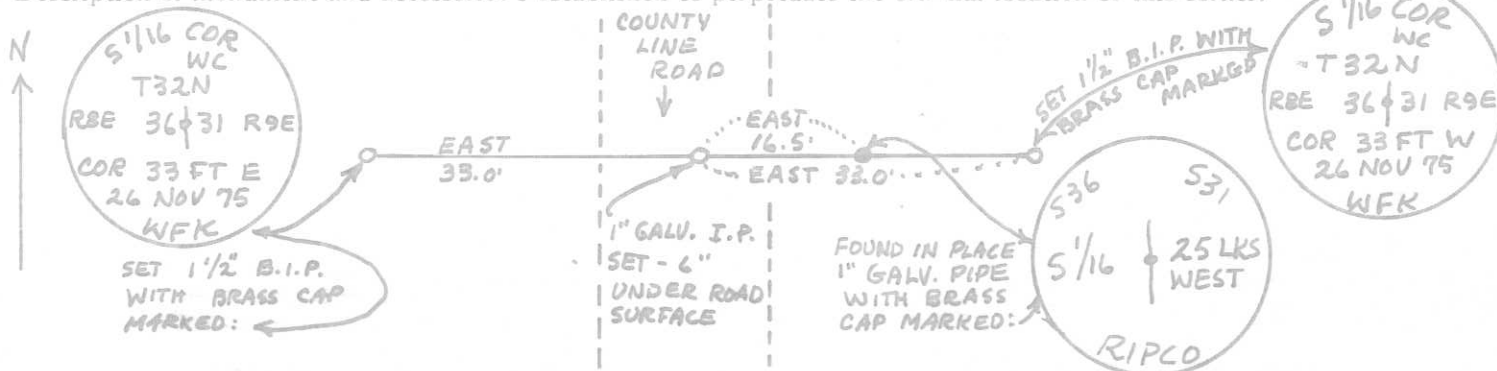 N
S 1/16 COR
WC
T32N
R8E 36 31 R9E
COR 33 FT E
26 NOV 75
WFK
SET 1 1/2" B.I.P.
WITH BRASS CAP
MARKED:
EAST
33.0'
COUNTY
LINE
ROAD
1" GALV. I.P.
SET - 6"
UNDER ROAD
SURFACE
EAST
16.5'
EAST 33.0'
FOUND IN PLACE
1" GALV. PIPE
WITH BRASS
CAP MARKED:
S36 S31
S 1/16 25 LKS
WEST
RIPCO
SET 1 1/2" B.I.P. WITH
BRASS CAP
MARKED
S 1/16 COR
WC
T32N
R8E 36 31 R9E
COR 33 FT W
26 NOV 75
WFK